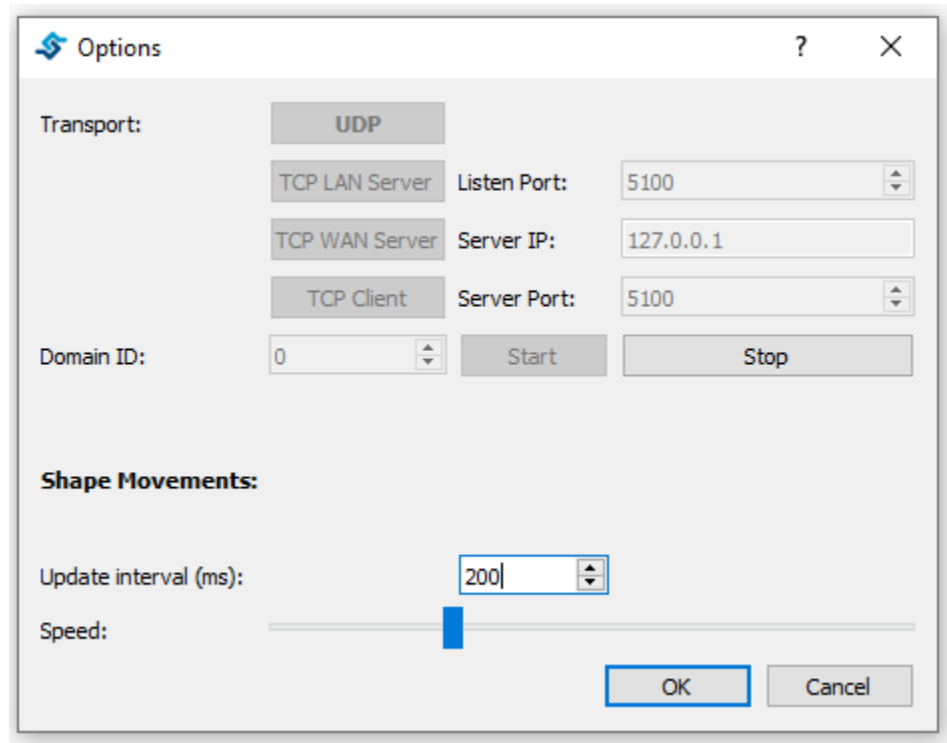 Options
Transport: UDP
TCP LAN Server Listen Port: 5100
TCP WAN Server Server IP: 127.0.0.1
TCP Client Server Port: 5100
Domain ID: 0 Start Stop
Shape Movements:
Update interval (ms): 200
Speed:
OK Cancel